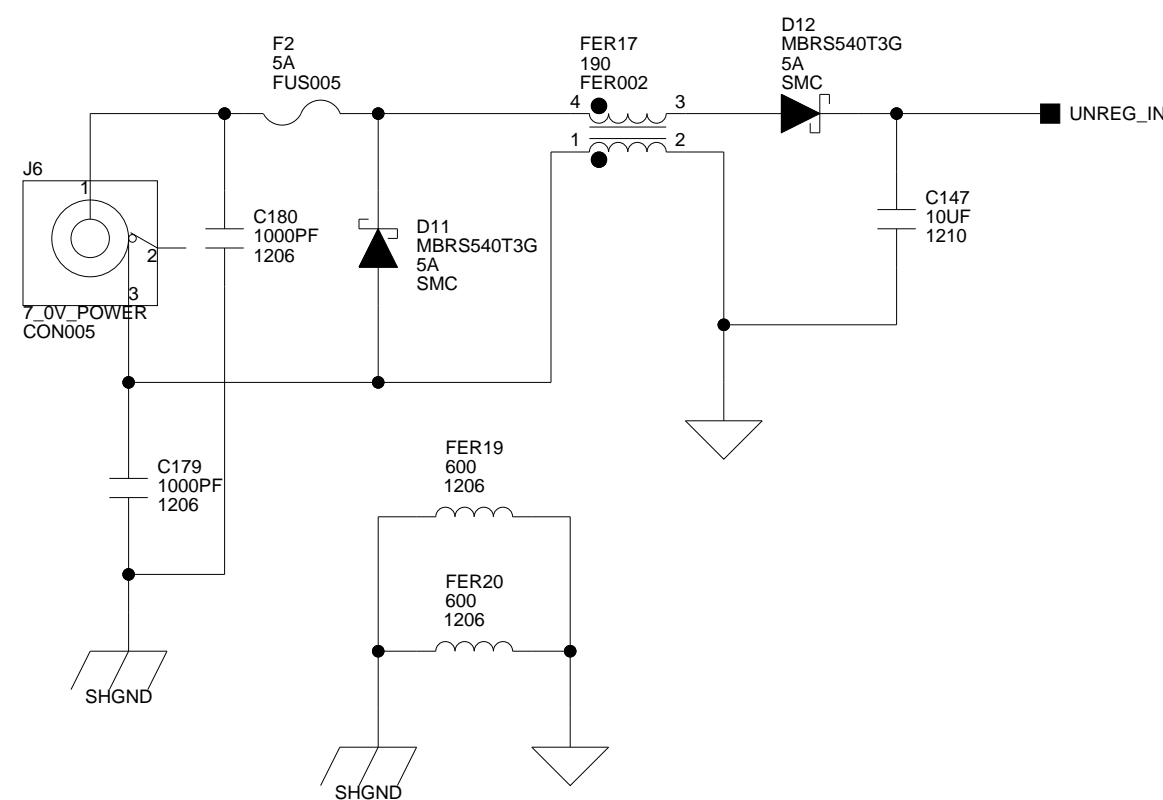 D12
MBRS540T3G
5A
SMC
F2
5A
FUS005
FER17
190
FER002
4
3
1
2
UNREG_IN
J6
1
2
3
7_0V_POWER
CON005
C180
1000PF
1206
D11
MBRS540T3G
5A
SMC
C147
10UF
1210
C179
1000PF
1206
FER19
600
1206
FER20
600
1206
SHGND
SHGND